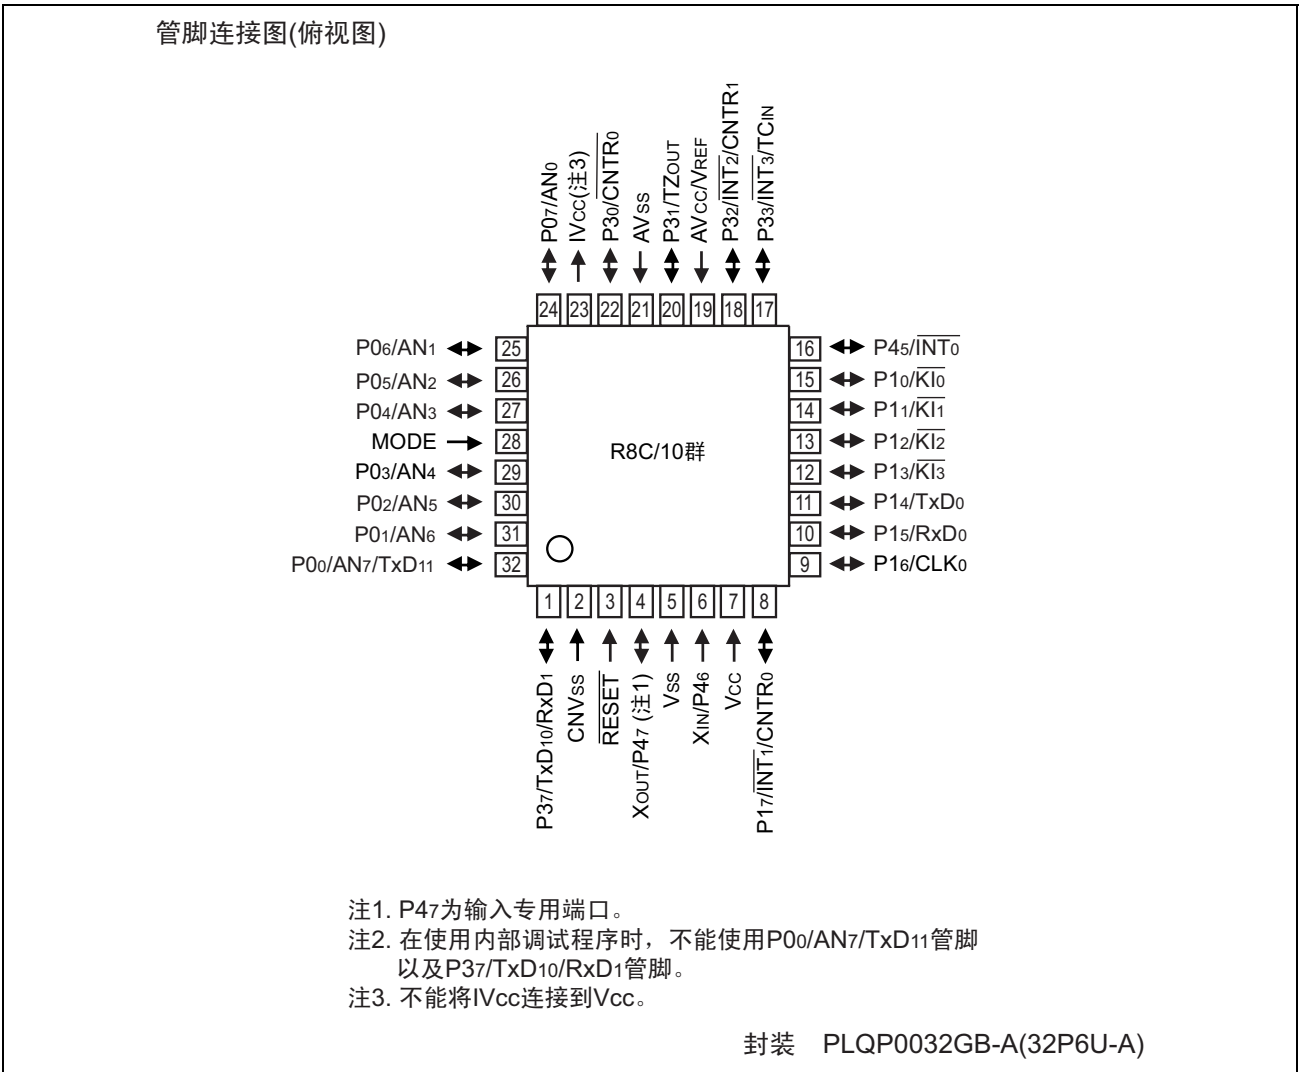 管脚连接图(俯视图)
P07/AN0
IVCC(注3)
P30/CNTR0
AVSS
P31/TZOUT
AVCC/VREF
P32/INT2/CNTR1
P33/INT3/TCIN
24 23 22 21 20 19 18 17
P06/AN1 25
P05/AN2 26
P04/AN3 27
MODE 28
P03/AN4 29
P02/AN5 30
P01/AN6 31
P00/AN7/TxD11 32
R8C/10群
16 P45/INT0
15 P10/KI0
14 P11/KI1
13 P12/KI2
12 P13/KI3
11 P14/TxD0
10 P15/RxD0
9 P16/CLK0
1 2 3 4 5 6 7 8
P37/TxD10/RxD1
CNVSS
RESET
XOUT/P47 (注1)
VSS
XIN/P46
VCC
P17/INT1/CNTR0
注1. P47为输入专用端口。
注2. 在使用内部调试程序时，不能使用P00/AN7/TxD11管脚
以及P37/TxD10/RxD1管脚。
注3. 不能将IVcc连接到Vcc。
封装 PLQP0032GB-A(32P6U-A)